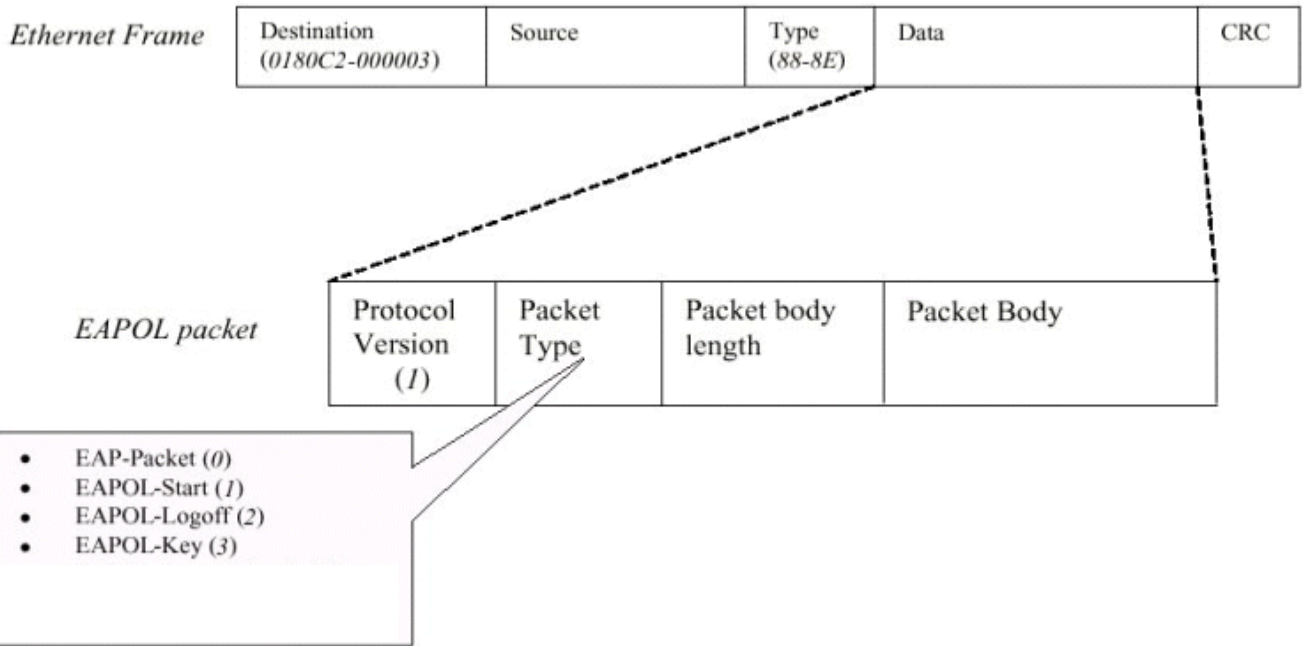 Ethernet Frame
Destination
(0180C2-000003)
Source
Type
(88-8E)
Data
CRC
EAPOL packet
Protocol
Version
(1)
Packet
Type
Packet body
length
Packet Body
• EAP-Packet (0)
• EAPOL-Start (1)
• EAPOL-Logoff (2)
• EAPOL-Key (3)